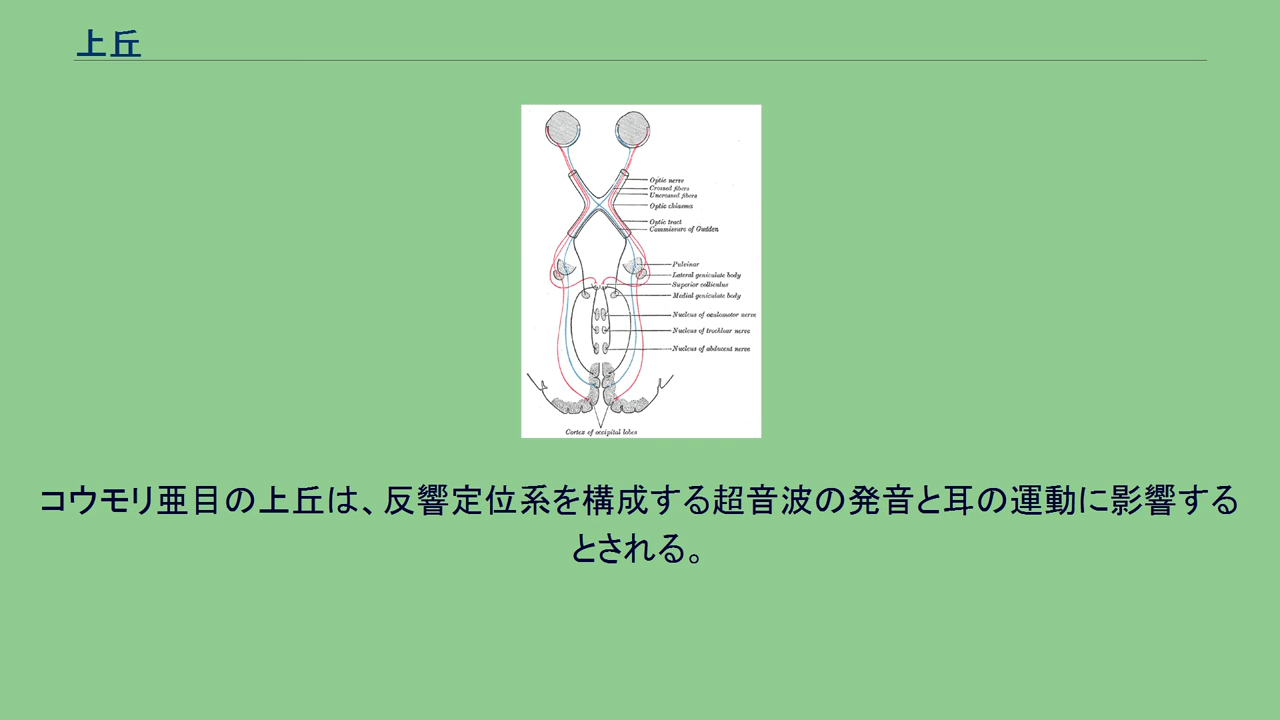 上丘
Optic nerve
Crossed fibers
Uncrossed fibers
Optic chiasma
Optic tract
Commissure of Gudden
Pulvinar
Lateral geniculate body
Superior colliculus
Medial geniculate body
Nucleus of oculomotor nerve
Nucleus of trochlear nerve
Nucleus of abducent nerve
Cortex of occipital lobes
コウモリ亜目の上丘は、反響定位系を構成する超音波の発音と耳の運動に影響する
とされる。